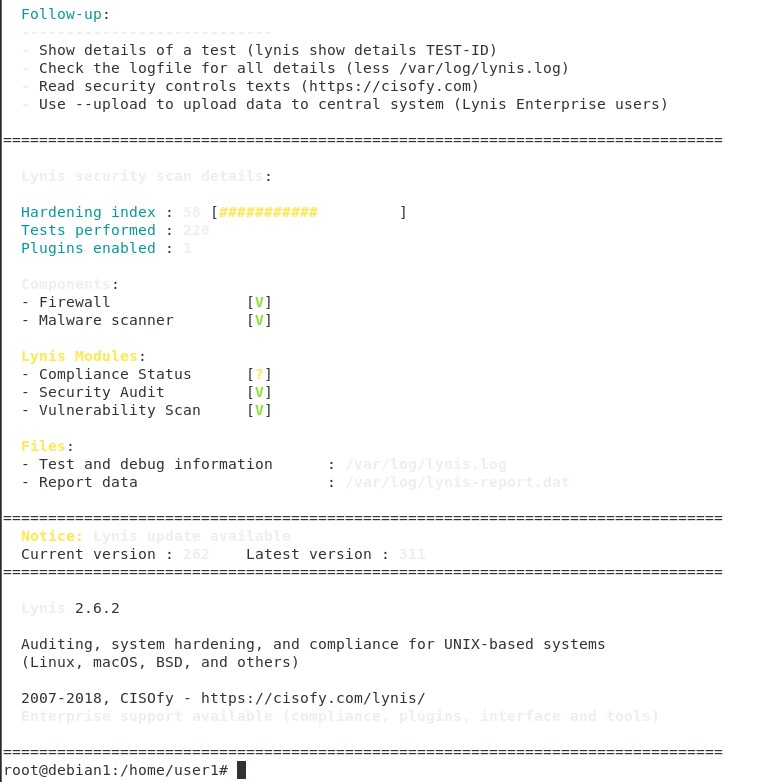 Follow-up:
----------------------------
- Show details of a test (lynis show details TEST-ID)
- Check the logfile for all details (less /var/log/lynis.log)
- Read security controls texts (https://cisofy.com)
- Use --upload to upload data to central system (Lynis Enterprise users)
================================================================================
Lynis security scan details:
Hardening index : 58 [###########         ]
Tests performed : 228
Plugins enabled : 1
Components:
- Firewall               [V]
- Malware scanner        [V]
Lynis Modules:
- Compliance Status      [?]
- Security Audit         [V]
- Vulnerability Scan     [V]
Files:
- Test and debug information      : /var/log/lynis.log
- Report data                     : /var/log/lynis-report.dat
================================================================================
Notice: Lynis update available
Current version : 262    Latest version : 311
================================================================================
Lynis 2.6.2
Auditing, system hardening, and compliance for UNIX-based systems
(Linux, macOS, BSD, and others)
2007-2018, CISOfy - https://cisofy.com/lynis/
Enterprise support available (compliance, plugins, interface and tools)
================================================================================
root@debian1:/home/user1#